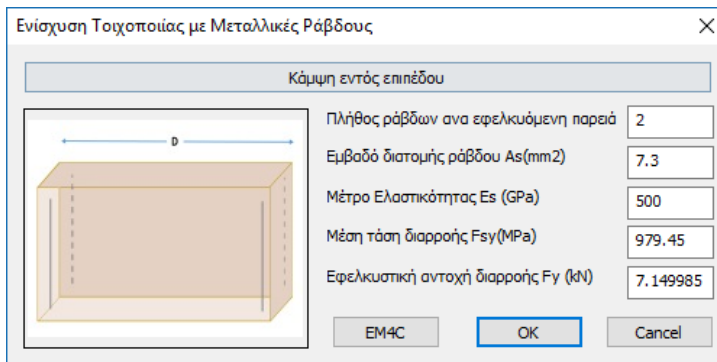 Ενίσχυση Τοιχοποιίας με Μεταλλικές Ράβδους
Κάμψη εντός επιπέδου
D
Πλήθος ράβδων ανα εφελκυόμενη παρειά 2
Εμβαδό διατομής ράβδου As(mm2) 7.3
Μέτρο Ελαστικότητας Es (GPa) 500
Μέση τάση διαρροής Fsy(MPa) 979.45
Εφελκυστική αντοχή διαρροής Fy (kN) 7.149985
EM4C OK Cancel